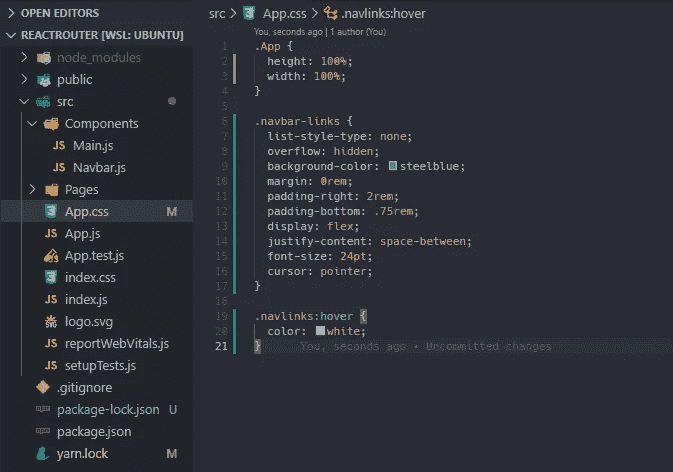 OPEN EDITORS
REACTROUTER [WSL: UBUNTU]
node_modules
public
src
Components
JS Main.js
JS Navbar.js
Pages
App.css M
JS App.js
App.test.js
index.css
JS index.js
logo.svg
JS reportWebVitals.js
JS setupTests.js
.gitignore
package-lock.json U
package.json
yarn.lock M
src > App.css > .navlinks:hover
You, seconds ago | 1 author (You)
1 .App {
2 height: 100%;
3 width: 100%;
4 }
5
6 .navbar-links {
7 list-style-type: none;
8 overflow: hidden;
9 background-color: steelblue;
10 margin: 0rem;
11 padding-right: 2rem;
12 padding-bottom: .75rem;
13 display: flex;
14 justify-content: space-between;
15 font-size: 24pt;
16 cursor: pointer;
17 }
18
19 .navlinks:hover {
20 color: white;
21 } You, seconds ago • Uncommitted changes